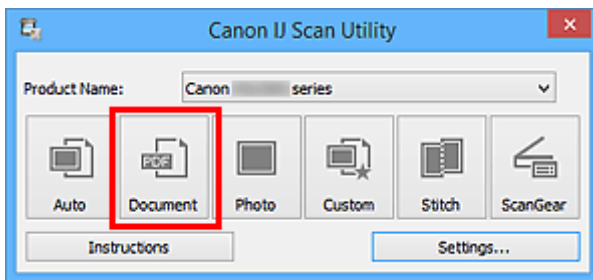 Canon IJ Scan Utility
Product Name: Canon series
PDF
Auto Document Photo Custom Stitch ScanGear
Instructions Settings...